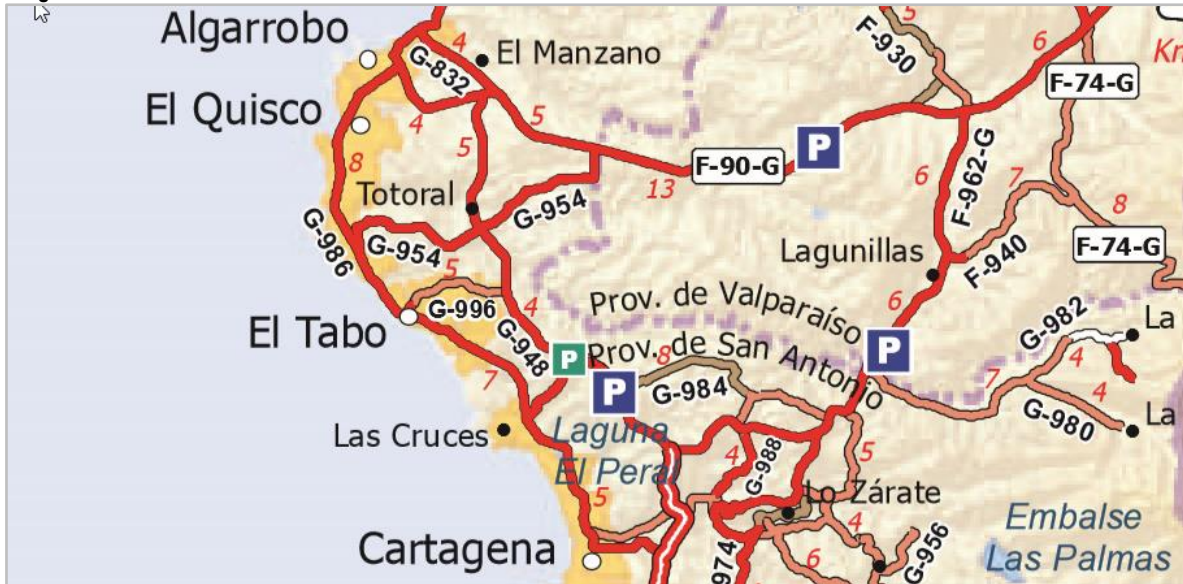 Algarrobo
4
El Manzano
G-832
5
F-930
6
Km
F-74-G
El Quisco
4
5
5
P
8
F-90-G
13
6
F-962-G
7
8
Totoral
G-954
G-986
G-954
5
Lagunillas
F-940
F-74-G
4
Prov. de Valparaíso
6
G-996
El Tabo
G-948
P
Prov. de San Antonio
8
P
G-982
La
4
7
P
G-984
7
4
G-980
La
Las Cruces
Laguna
El Peral
4
G-988
5
5
Lo Zárate
4
Embalse
Las Palmas
Cartagena
974
6
G-956